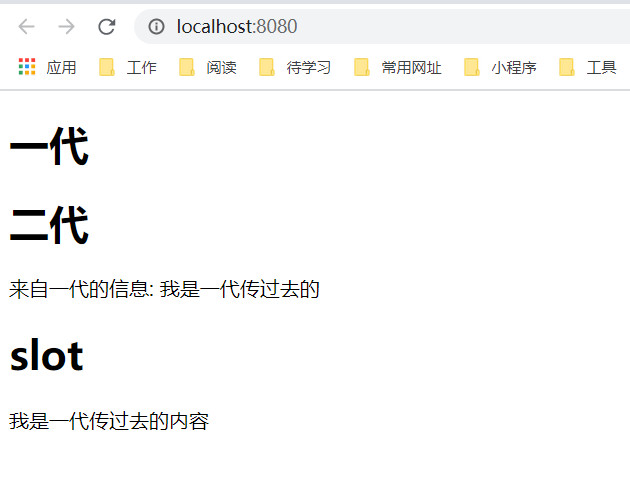 localhost:8080
应用 工作 阅读 待学习 常用网址 小程序 工具
一代
二代
来自一代的信息: 我是一代传过去的
slot
我是一代传过去的内容